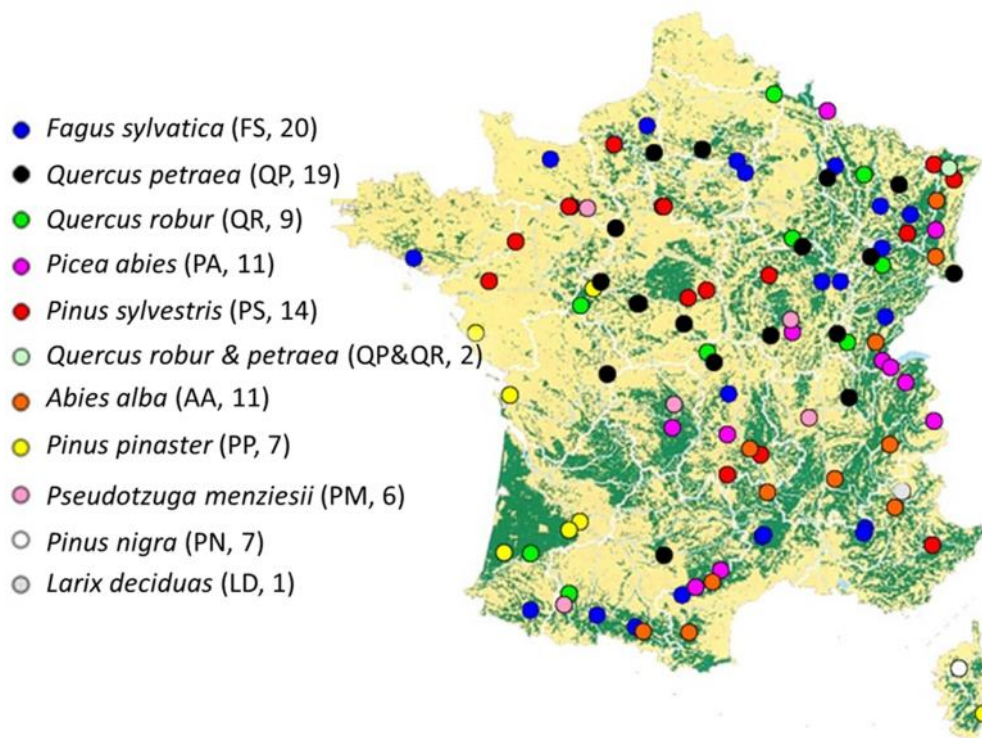 Fagus sylvatica (FS, 20)
Quercus petraea (QP, 19)
Quercus robur (QR, 9)
Picea abies (PA, 11)
Pinus sylvestris (PS, 14)
Quercus robur & petraea (QP&QR, 2)
Abies alba (AA, 11)
Pinus pinaster (PP, 7)
Pseudotzuga menziesii (PM, 6)
Pinus nigra (PN, 7)
Larix deciduas (LD, 1)